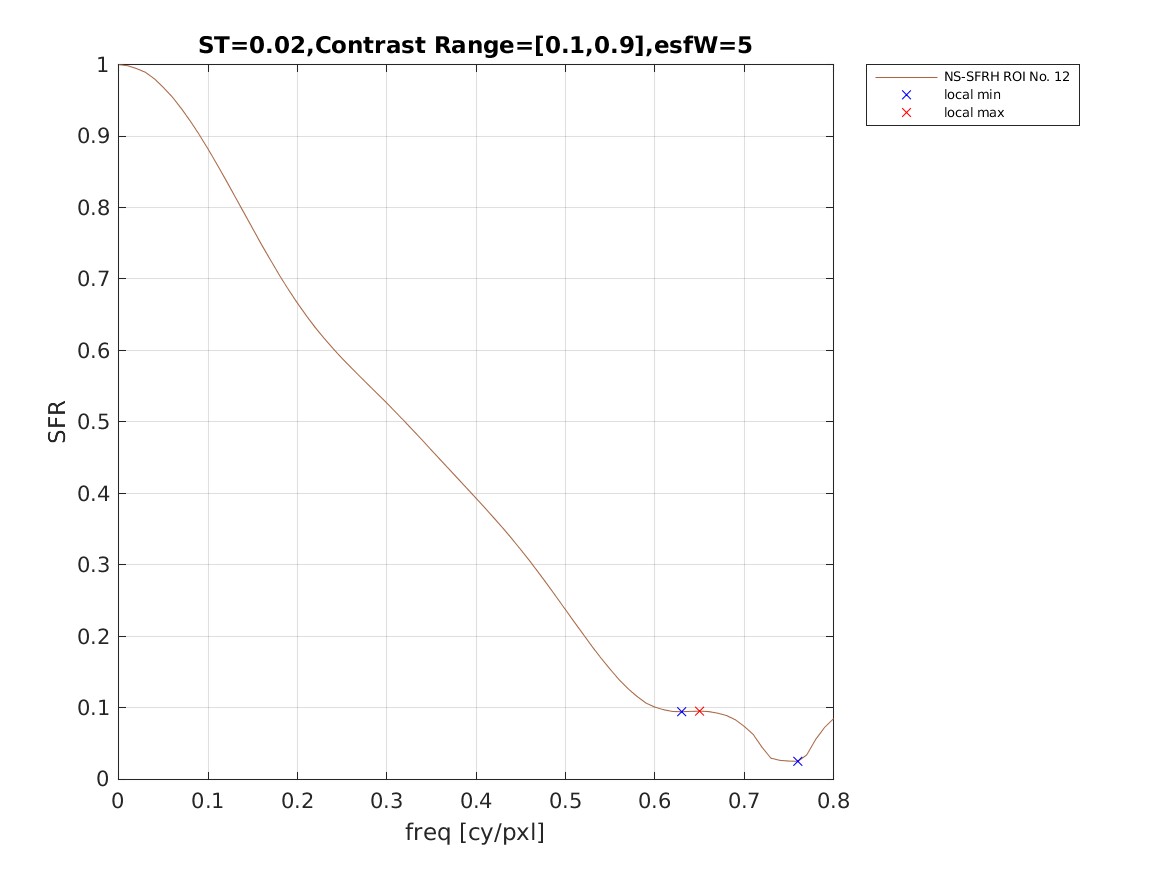 ST=0.02,Contrast Range=[0.1,0.9],esfW=5
NS-SFRH ROI No. 12
local min
local max
1
0.9
0.8
0.7
0.6
0.5
0.4
0.3
0.2
0.1
0
SFR
0 0.1 0.2 0.3 0.4 0.5 0.6 0.7 0.8
freq [cy/pxl]